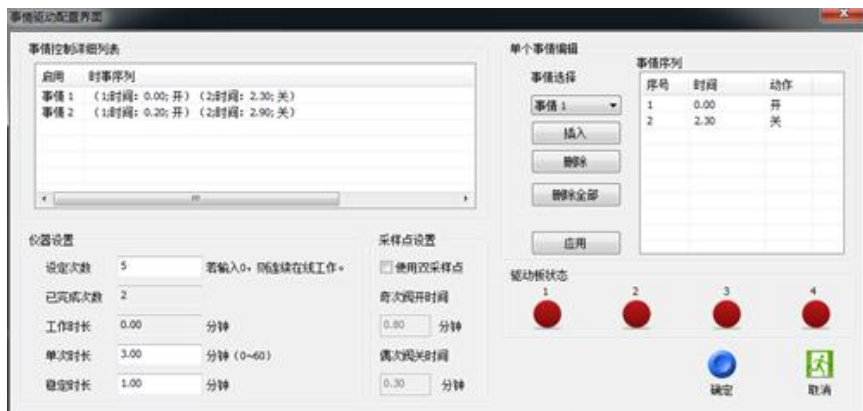 事情驱动配置界面
事情控制详细列表
启用 时事序列
事情 1 （1;时间: 0.00; 开）（2;时间: 2.30; 关）
事情 2 （1;时间: 0.20; 开）（2;时间: 2.90; 关）
单个事情编辑
事情选择
事情 1
插入
删除
删除全部
应用
事情序列
序号 时间 动作
1 0.00 开
2 2.30 关
仪器设置
设定次数 5 若输入0，则连续在线工作。
已完成次数 2
工作时长 0.00 分钟
单次时长 3.00 分钟 (0~60)
稳定时长 1.00 分钟
采样点设置
使用双采样点
奇次阀开时间
0.80 分钟
偶次阀关时间
0.30 分钟
驱动板状态
1 2 3 4
确定 取消